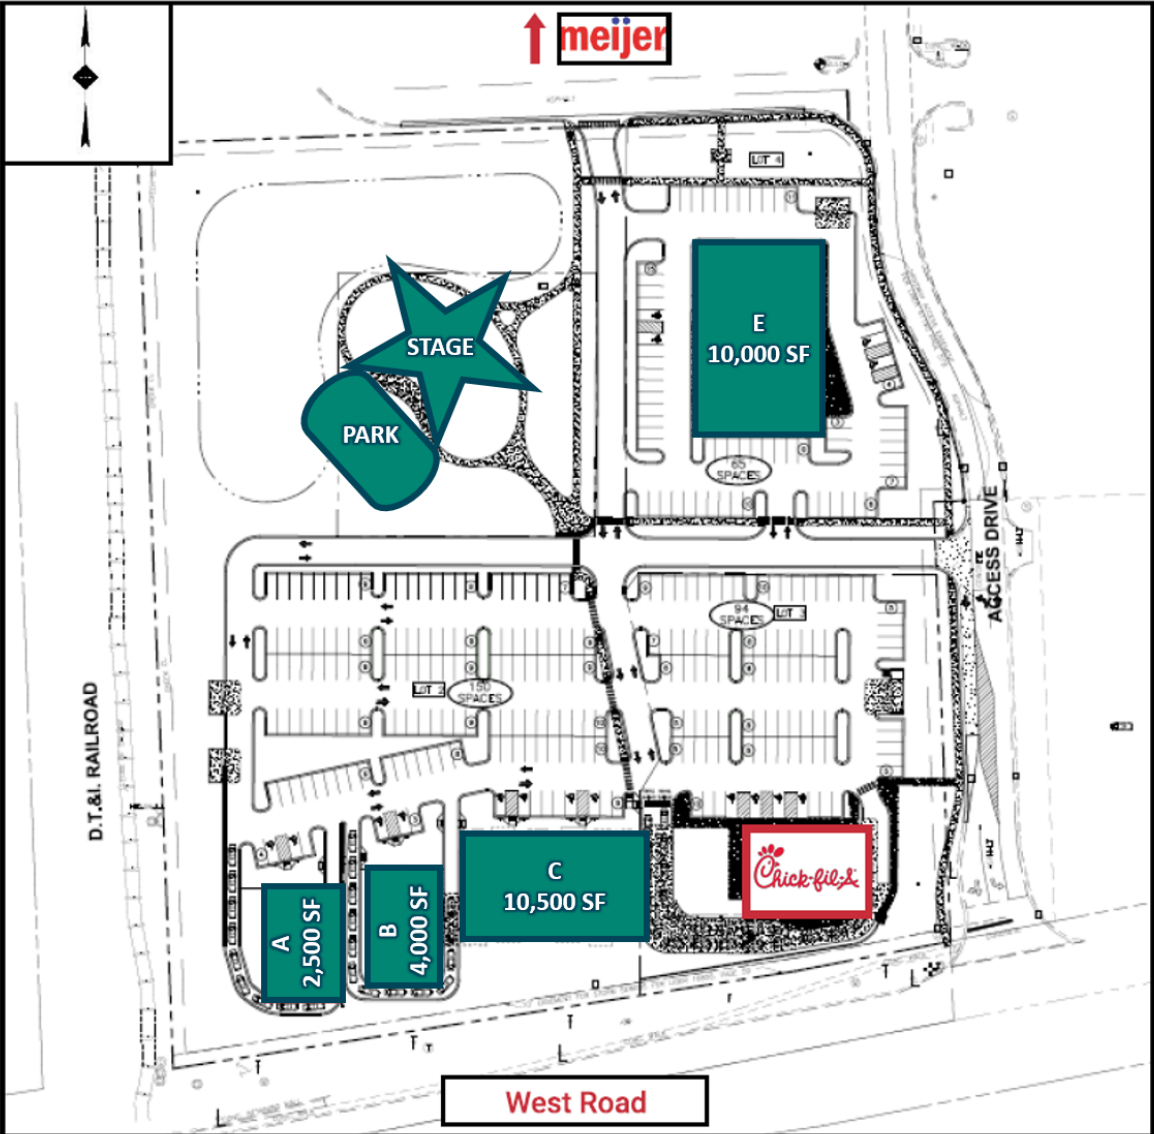 meijer
LOT 4
E
10,000 SF
STAGE
PARK
65
SPACES
ACCESS DRIVE
94
SPACES
LOT 3
LOT 2
150
SPACES
D.T.&I. RAILROAD
A
2,500 SF
B
4,000 SF
C
10,500 SF
Chick-fil-A
West Road